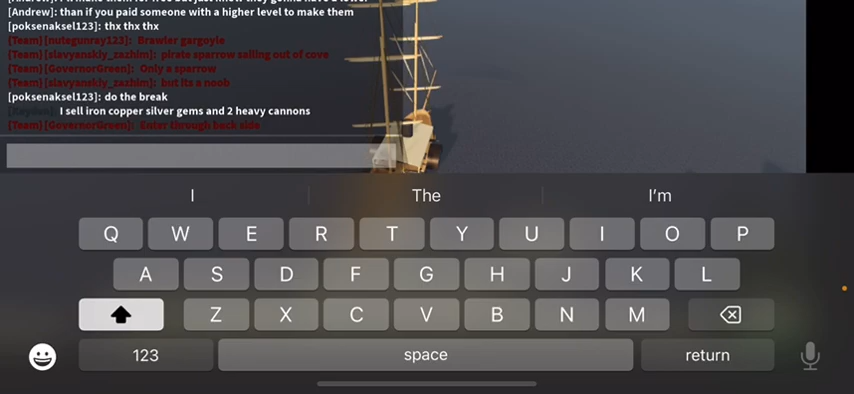 [Andrew]: than if you paid someone with a higher level to make them
[poksenaksel123]: thx thx thx
{Team} [nutegunray123]: Brawler gargoyle
{Team} [slavyanskiy_zazhim]: pirate sparrow sailing out of cove
{Team} [GovernorGreen]: Only a sparrow
{Team} [slavyanskiy_zazhim]: but its a noob
[poksenaksel123]: do the break
I sell iron copper silver gems and 2 heavy cannons
{Team} [GovernorGreen]: Enter through back side
I The I'm
Q W E R T Y U I O P
A S D F G H J K L
Z X C V B N M
123 space return